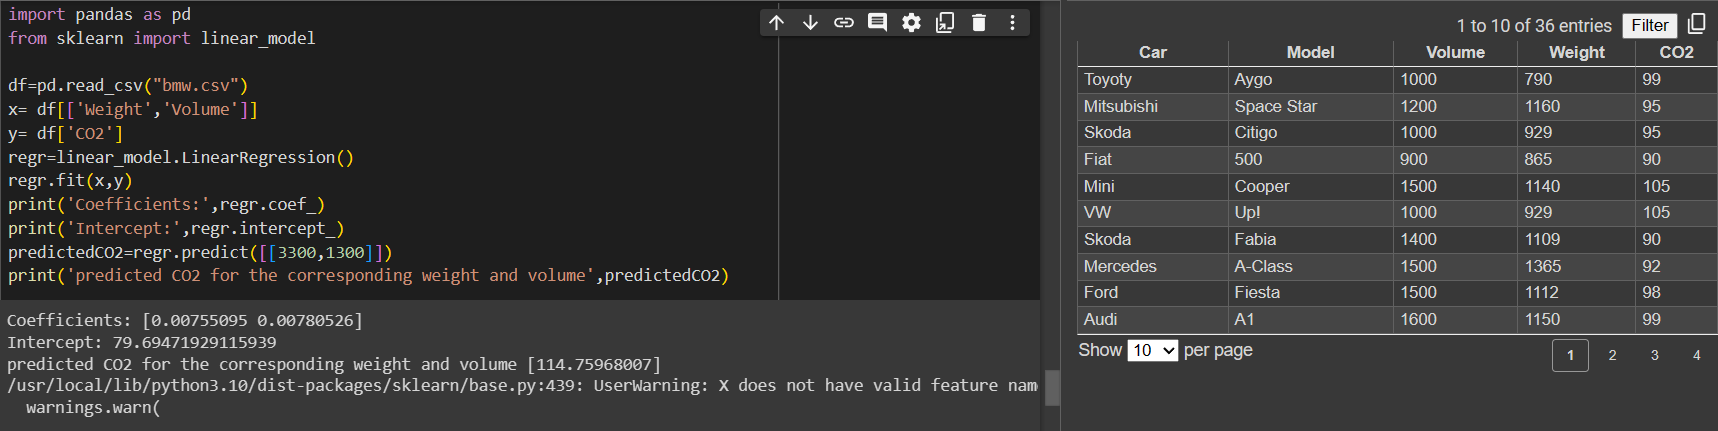 import pandas as pd
from sklearn import linear_model
df=pd.read_csv("bmw.csv")
x= df[['Weight','Volume']]
y= df['CO2']
regr=linear_model.LinearRegression()
regr.fit(x,y)
print('Coefficients:',regr.coef_)
print('Intercept:',regr.intercept_)
predictedCO2=regr.predict([[3300,1300]])
print('predicted CO2 for the corresponding weight and volume',predictedCO2)
Coefficients: [0.00755095 0.00780526]
Intercept: 79.69471929115939
predicted CO2 for the corresponding weight and volume [114.75968007]
/usr/local/lib/python3.10/dist-packages/sklearn/base.py:439: UserWarning: X does not have valid feature nam
warnings.warn(
1 to 10 of 36 entries Filter
Car Model Volume Weight CO2
Toyoty Aygo 1000 790 99
Mitsubishi Space Star 1200 1160 95
Skoda Citigo 1000 929 95
Fiat 500 900 865 90
Mini Cooper 1500 1140 105
VW Up! 1000 929 105
Skoda Fabia 1400 1109 90
Mercedes A-Class 1500 1365 92
Ford Fiesta 1500 1112 98
Audi A1 1600 1150 99
Show 10 per page 1 2 3 4